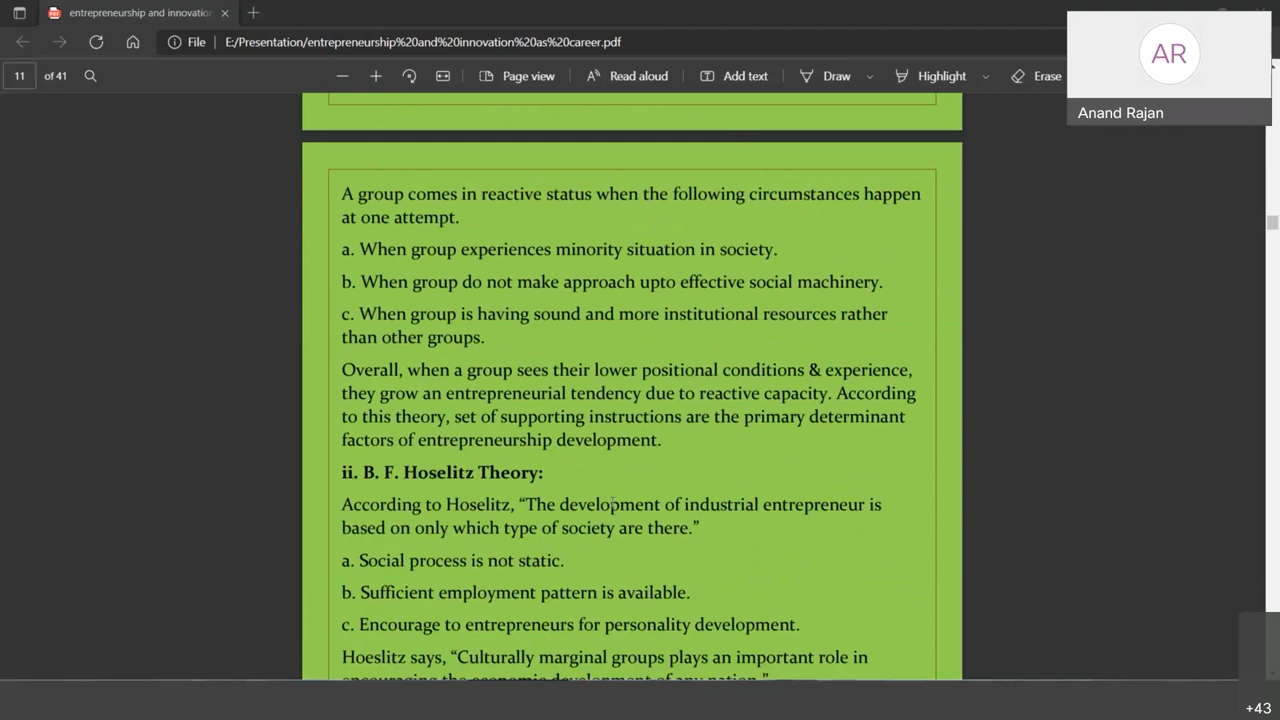 entrepreneurship and innovatio
File E:/Presentation/entrepreneurship%20and%20innovation%20as%20career.pdf
AR
Anand Rajan
11 of 41 Page view Read aloud Add text Draw Highlight Erase
A group comes in reactive status when the following circumstances happen
at one attempt.
a. When group experiences minority situation in society.
b. When group do not make approach upto effective social machinery.
c. When group is having sound and more institutional resources rather
than other groups.
Overall, when a group sees their lower positional conditions & experience,
they grow an entrepreneurial tendency due to reactive capacity. According
to this theory, set of supporting instructions are the primary determinant
factors of entrepreneurship development.
ii. B. F. Hoselitz Theory:
According to Hoselitz, “The development of industrial entrepreneur is
based on only which type of society are there.”
a. Social process is not static.
b. Sufficient employment pattern is available.
c. Encourage to entrepreneurs for personality development.
Hoeslitz says, “Culturally marginal groups plays an important role in
encouraging the economic development of any nation.”
+43